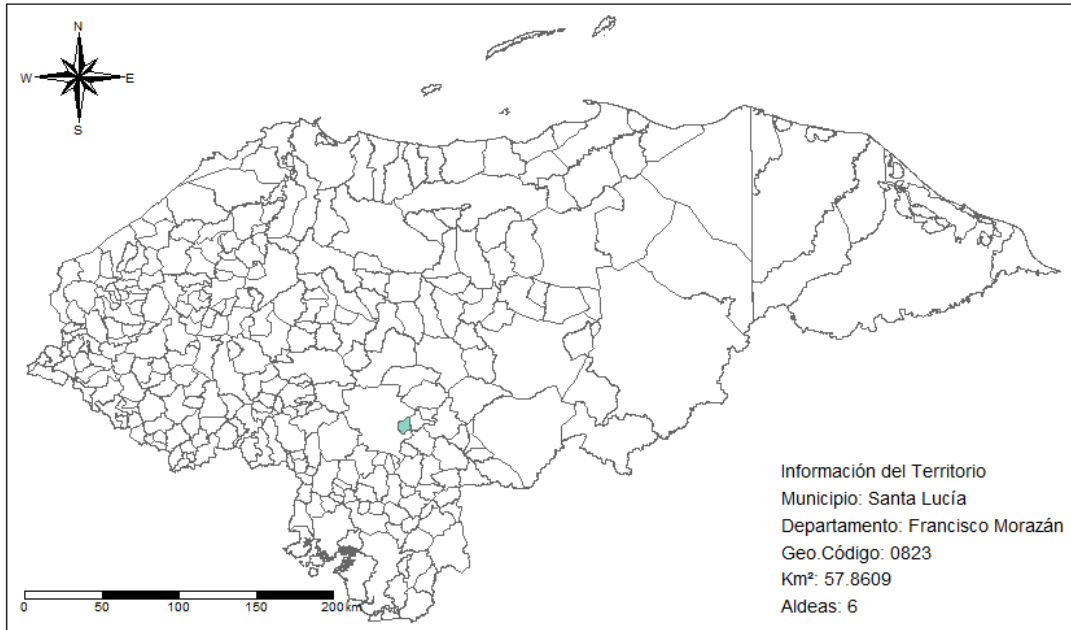 N
W E
S
Información del Territorio
Municipio: Santa Lucía
Departamento: Francisco Morazán
Geo.Código: 0823
Km²: 57.8609
Aldeas: 6
0 50 100 150 200 km